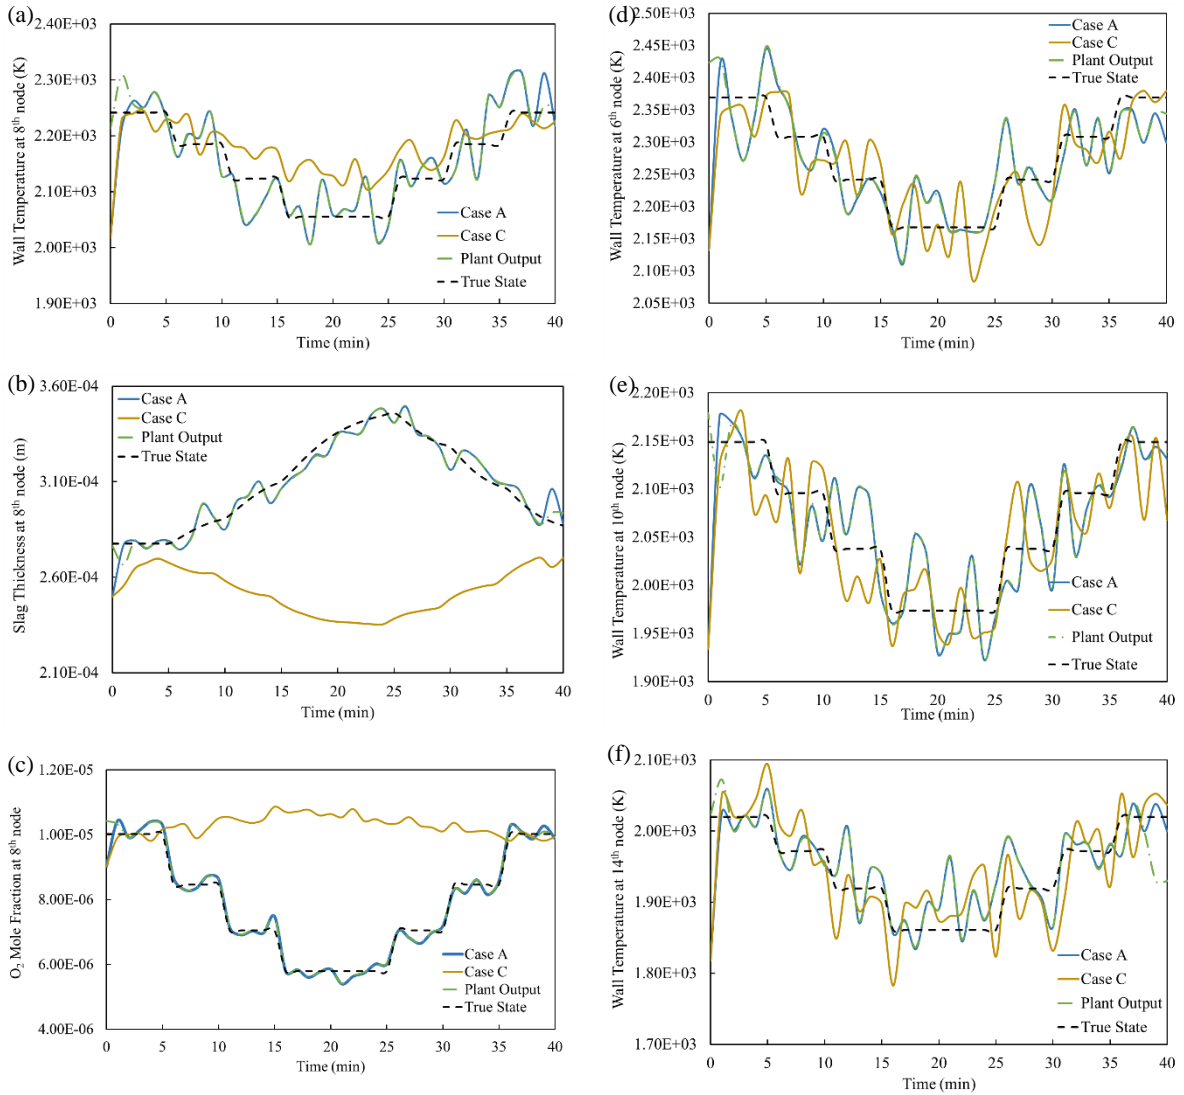 (a)
2.40E+03
2.30E+03
2.20E+03
2.10E+03
2.00E+03
1.90E+03
Wall Temperature at 8th node (K)
Case A
Case C
Plant Output
True State
0 5 10 15 20 25 30 35 40
Time (min)
(d)
2.50E+03
2.45E+03
2.40E+03
2.35E+03
2.30E+03
2.25E+03
2.20E+03
2.15E+03
2.10E+03
2.05E+03
Wall Temperature at 6th node (K)
Case A
Case C
Plant Output
True State
0 5 10 15 20 25 30 35 40
Time (min)
(b)
3.60E-04
3.10E-04
2.60E-04
2.10E-04
Slag Thickness at 8th node (m)
Case A
Case C
Plant Output
True State
0 5 10 15 20 25 30 35 40
Time (min)
(e)
2.20E+03
2.15E+03
2.10E+03
2.05E+03
2.00E+03
1.95E+03
1.90E+03
Wall Temperature at 10th node (K)
Case A
Case C
Plant Output
True State
0 5 10 15 20 25 30 35 40
Time (min)
(c)
1.20E-05
1.00E-05
8.00E-06
6.00E-06
4.00E-06
O2 Mole Fraction at 8th node
Case A
Case C
Plant Output
True State
0 5 10 15 20 25 30 35 40
Time (min)
(f)
2.10E+03
2.00E+03
1.90E+03
1.80E+03
1.70E+03
Wall Temperature at 14th node (K)
Case A
Case C
Plant Output
True State
0 5 10 15 20 25 30 35 40
Time (min)